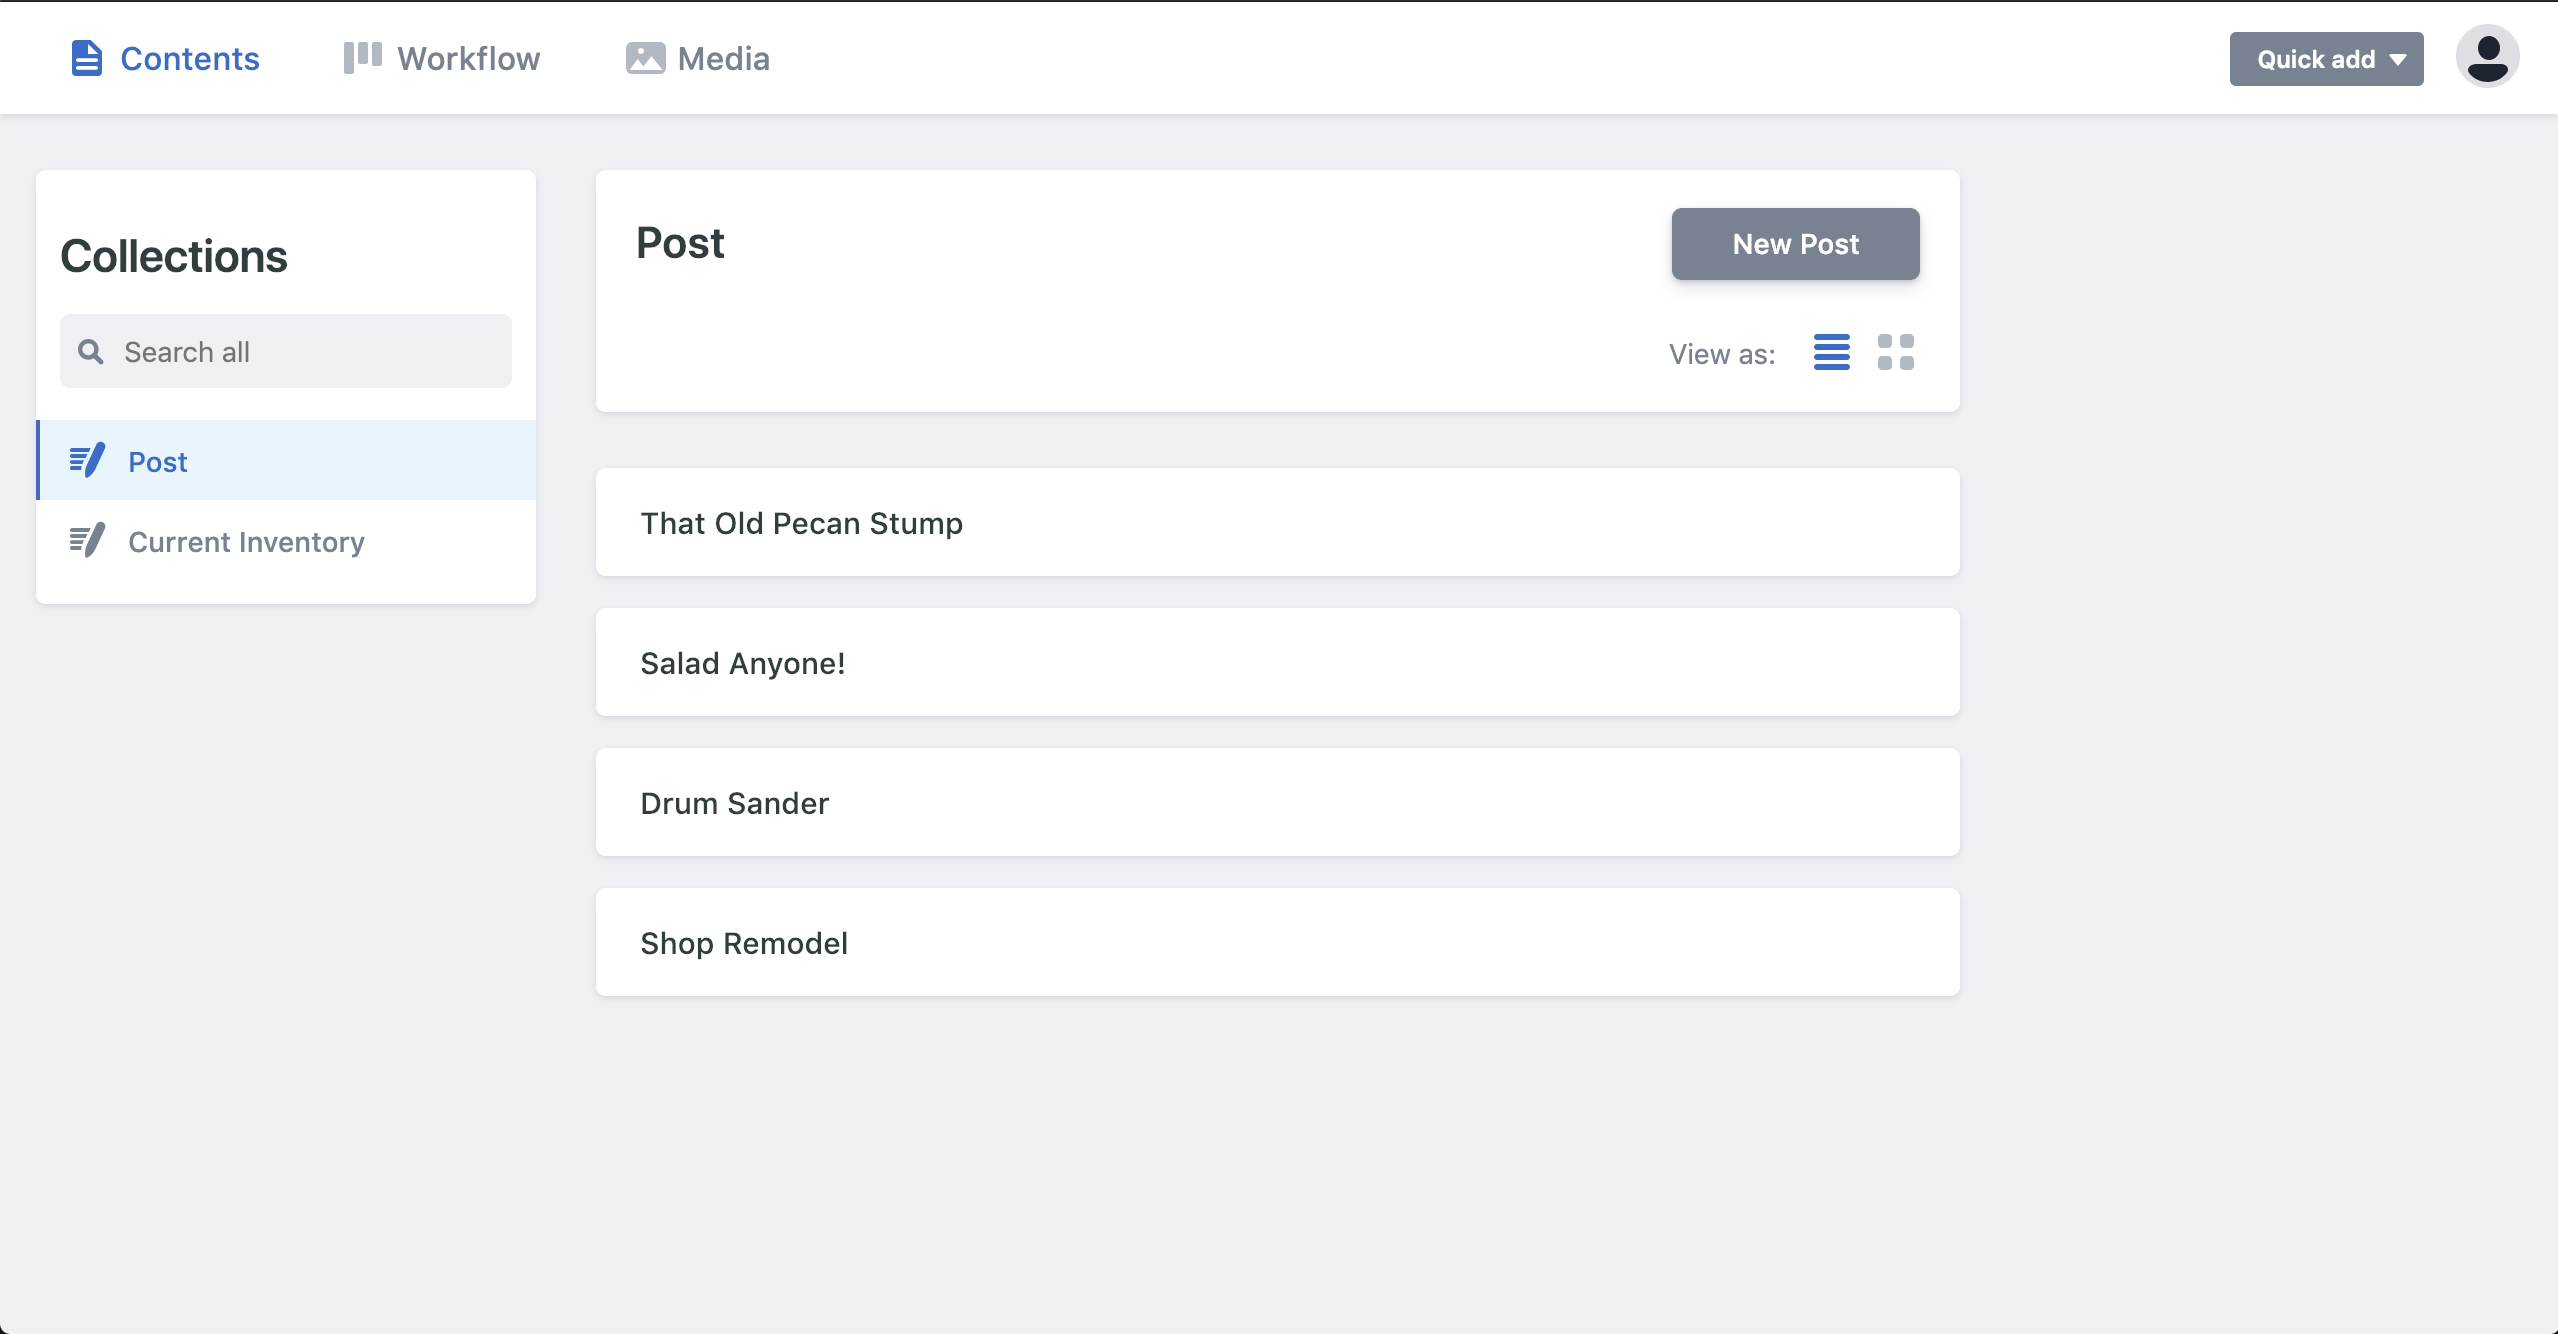 Contents
Workflow
Media
Quick add
Collections
Search all
Post
Current Inventory
Post
New Post
View as:
That Old Pecan Stump
Salad Anyone!
Drum Sander
Shop Remodel